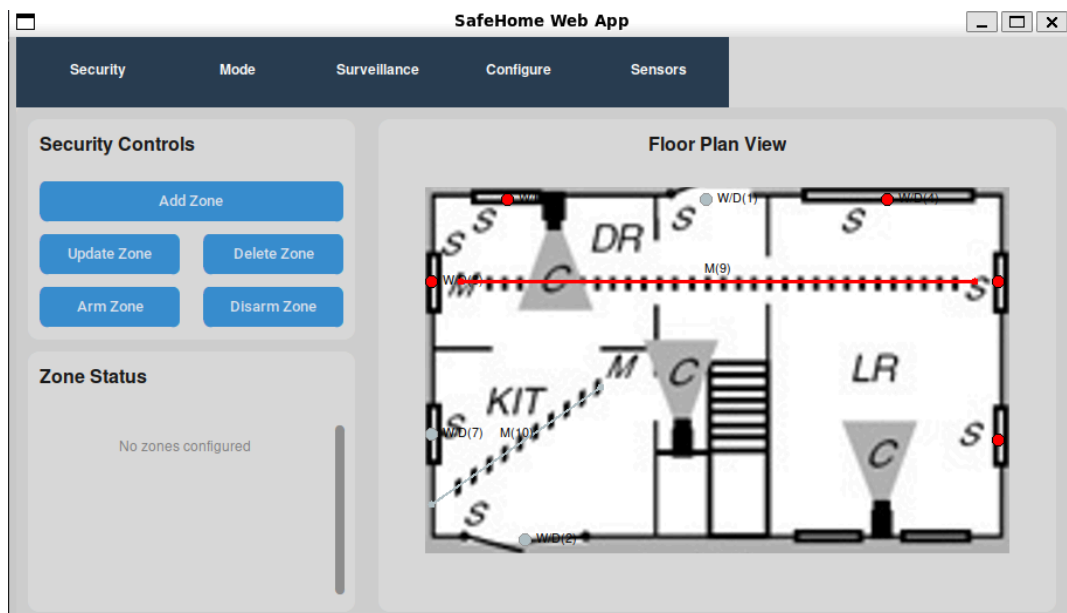 SafeHome Web App
Security Mode Surveillance Configure Sensors
Security Controls
Add Zone
Update Zone Delete Zone
Arm Zone Disarm Zone
Zone Status
No zones configured
Floor Plan View
W/D(1)
W/D(4)
S
S
S
S
DR
M(9)
M
C
S
M
C
LR
KIT
S
W/D(7)
M(10)
S
C
S
W/D(2)